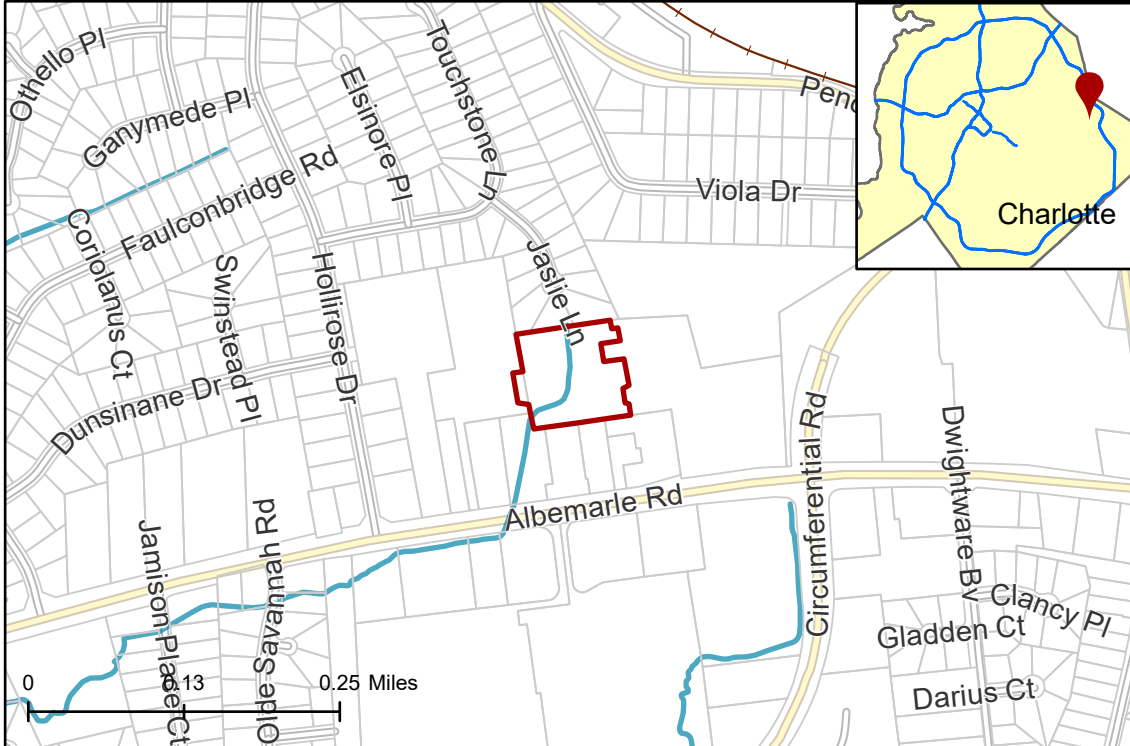 Othello Pl
Ganymede Pl
Elsinore Pl
Touchstone Ln
Faulconbridge Rd
Viola Dr
Charlotte
Coriolanus Ct
Swinstead Pl
Hollirose Dr
Jaslie Ln
Dunsinane Dr
Albemarle Rd
Circumferential Rd
Dwightware Bv
Jamison Place Ct
Olde Savannah Rd
Clancy Pl
Gladden Ct
Darius Ct
0
0.13
0.25 Miles